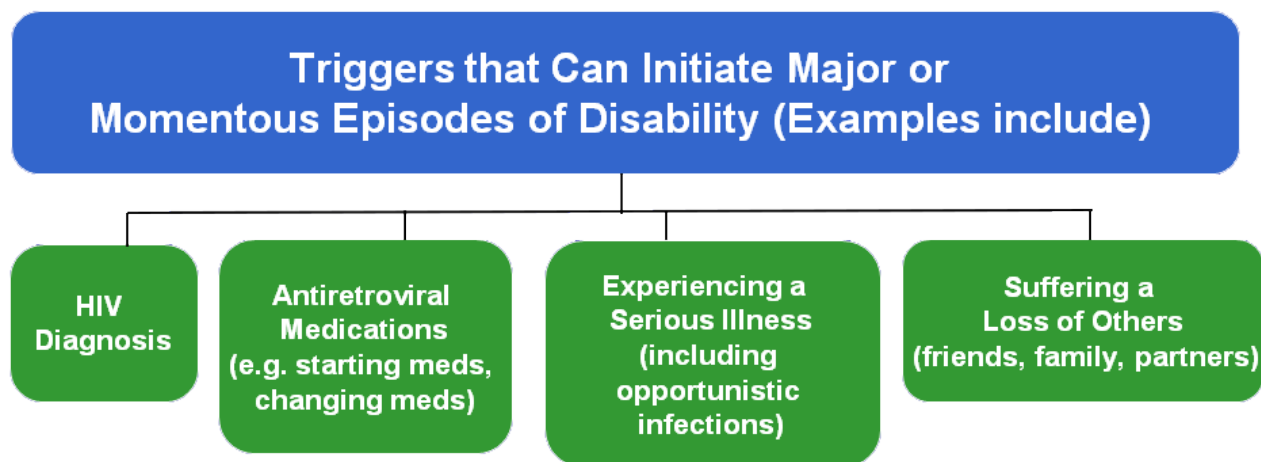 Triggers that Can Initiate Major or
Momentous Episodes of Disability (Examples include)
HIV
Diagnosis
Antiretroviral
Medications
(e.g. starting meds,
changing meds)
Experiencing a
Serious Illness
(including
opportunistic
infections)
Suffering a
Loss of Others
(friends, family, partners)